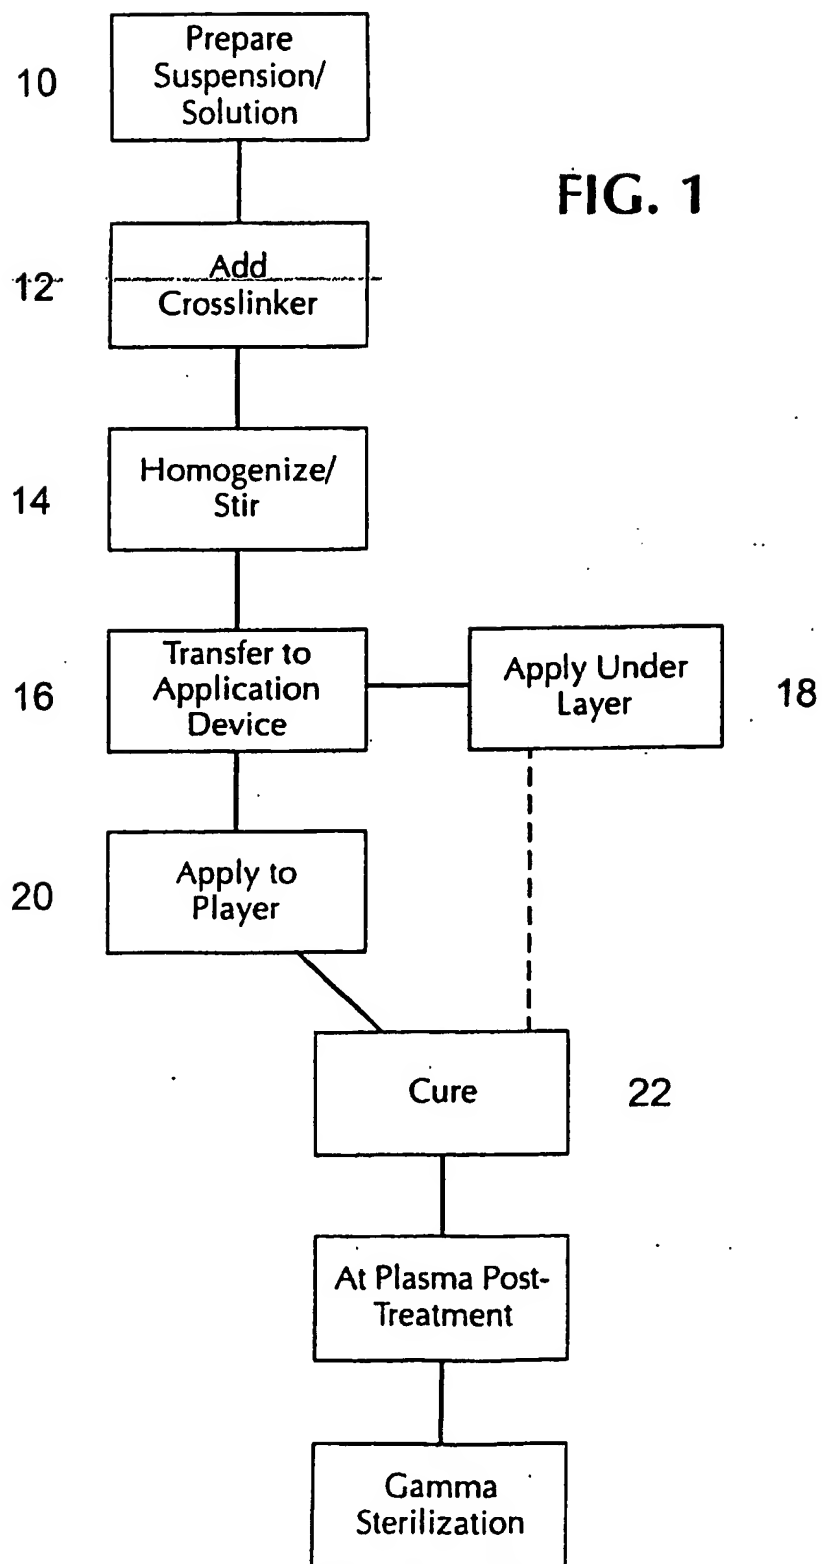 Prepare
Suspension/
Solution
10
FIG. 1
Add
Crosslinker
12
Homogenize/
Stir
14
Transfer to
Application
Device
16
Apply Under
Layer
18
Apply to
Player
20
Cure
22
At Plasma Post-
Treatment
Gamma
Sterilization